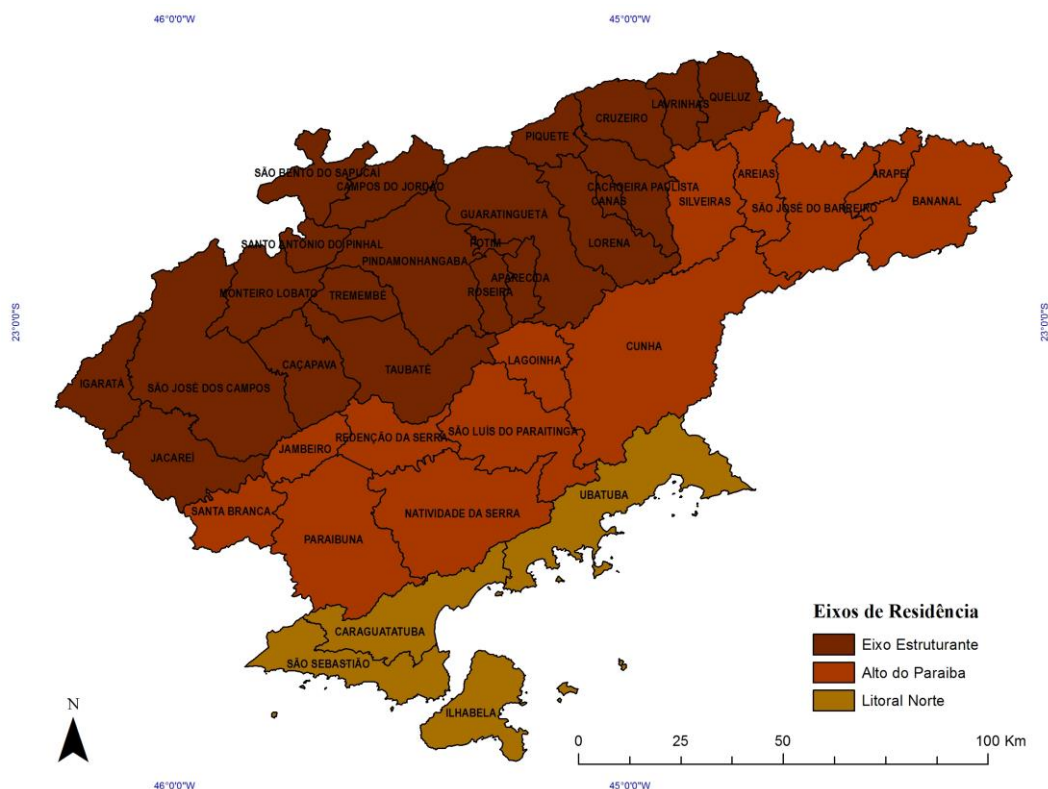 46°0'0"W
45°0'0"W
QUELUZ
LAVRINHAS
CRUZEIRO
PIQUETE
SÃO BENTO DO SAPUCAÍ
CAMPOS DO JORDÃO
CACHOEIRA PAULISTA
CANAS
SILVEIRAS
AREIAS
ARAPEÍ
SÃO JOSÉ DO BARREIRO
BANANAL
GUARATINGUETÁ
LORENA
SANTO ANTÔNIO DO PINHAL
POTIM
PINDAMONHANGABA
APARECIDA
ROSEIRA
MONTEIRO LOBATO
TREMEMBÉ
23°0'0"S
23°0'0"S
CUNHA
LAGOINHA
CAÇAPAVA
TAUBATÉ
IGARATÁ
SÃO JOSÉ DOS CAMPOS
SÃO LUÍS DO PARAITINGA
REDENÇÃO DA SERRA
JAMBEIRO
JACAREÍ
UBATUBA
SANTA BRANCA
NATIVIDADE DA SERRA
PARAIBUNA
CARAGUATATUBA
SÃO SEBASTIÃO
ILHABELA
Eixos de Residência
Eixo Estruturante
Alto do Paraiba
Litoral Norte
N
0 25 50 100 Km
46°0'0"W
45°0'0"W